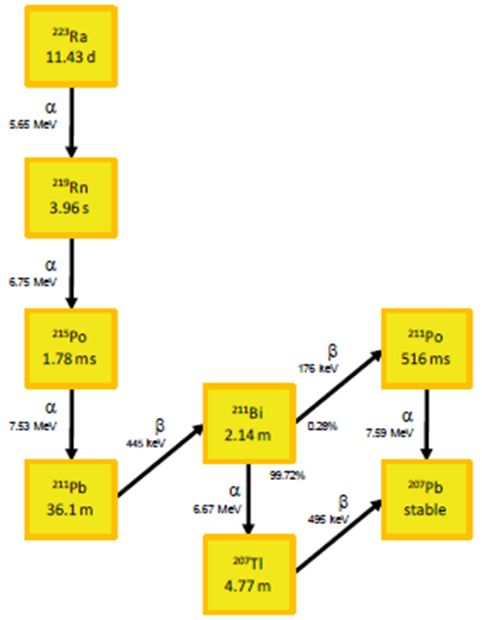 ²²³Ra
11.43 d
α
5.65 MeV
²¹⁹Rn
3.96 s
α
6.75 MeV
²¹⁵Po
1.78 ms
α
7.53 MeV
²¹¹Pb
36.1 m
β
445 keV
²¹¹Bi
2.14 m
β
176 keV
0.28%
²¹¹Po
516 ms
α
7.59 MeV
99.72%
α
6.67 MeV
²⁰⁷Tl
4.77 m
β
495 keV
²⁰⁷Pb
stable